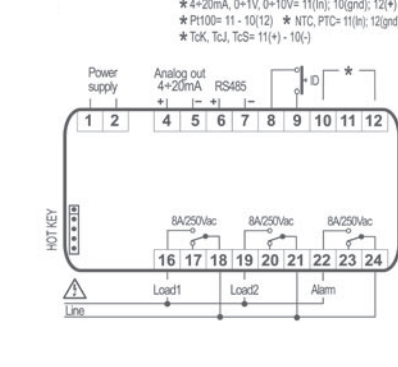 * 4÷20mA, 0÷1V, 0÷10V= 11(In); 10(gnd); 12(+)
* Pt100= 11 - 10(12) * NTC, PTC= 11(In); 12(gnd
* TcK, TcJ, TcS= 11(+) - 10(-)
Power supply
Analog out 4÷20mA
RS485
ID
*
+ - + -
1 2 4 5 6 7 8 9 10 11 12
HOT KEY
8A/250Vac 8A/250Vac 8A/250Vac
16 17 18 19 20 21 22 23 24
Load1 Load2 Alarm
Line